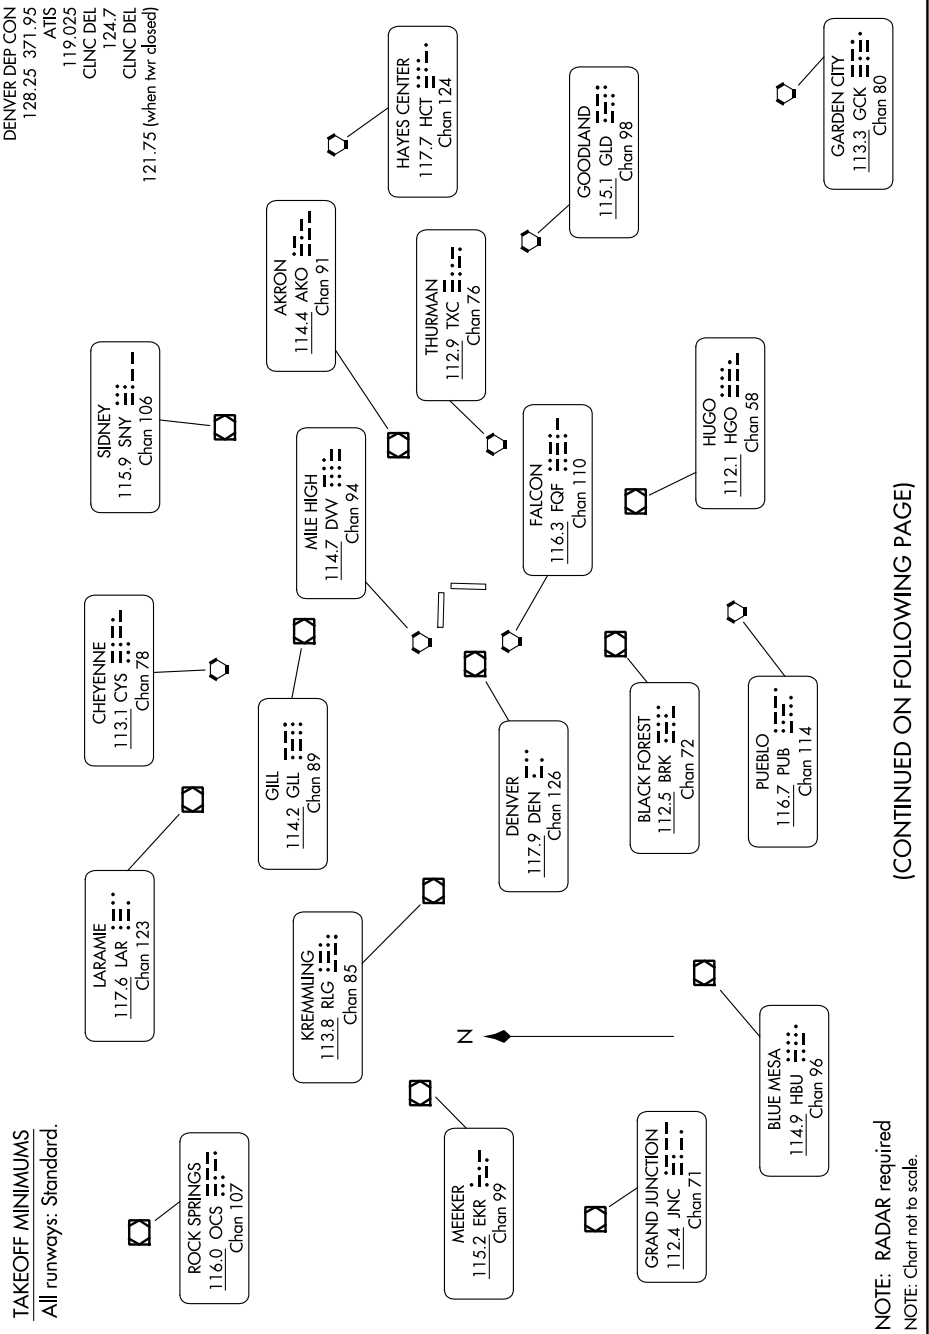 TAKEOFF MINIMUMS
All runways: Standard.
DENVER DEP CON
128.25 371.95
ATIS
119.025
CLNC DEL
124.7
CLNC DEL
121.75 (when twr closed)
ROCK SPRINGS
116.0 OCS
Chan 107
LARAMIE
117.6 LAR
Chan 123
CHEYENNE
113.1 CYS
Chan 78
SIDNEY
115.9 SNY
Chan 106
GILL
114.2 GLL
Chan 89
AKRON
114.4 AKO
Chan 91
KREMMLING
113.8 RLG
Chan 85
MILE HIGH
114.7 DVV
Chan 94
HAYES CENTER
117.7 HCT
Chan 124
MEEKER
115.2 EKR
Chan 99
N
THURMAN
112.9 TXC
Chan 76
DENVER
117.9 DEN
Chan 126
FALCON
116.3 FQF
Chan 110
GOODLAND
115.1 GLD
Chan 98
GRAND JUNCTION
112.4 JNC
Chan 71
BLACK FOREST
112.5 BRK
Chan 72
HUGO
112.1 HGO
Chan 58
BLUE MESA
114.9 HBU
Chan 96
PUEBLO
116.7 PUB
Chan 114
GARDEN CITY
113.3 GCK
Chan 80
NOTE: RADAR required
NOTE: Chart not to scale.
(CONTINUED ON FOLLOWING PAGE)